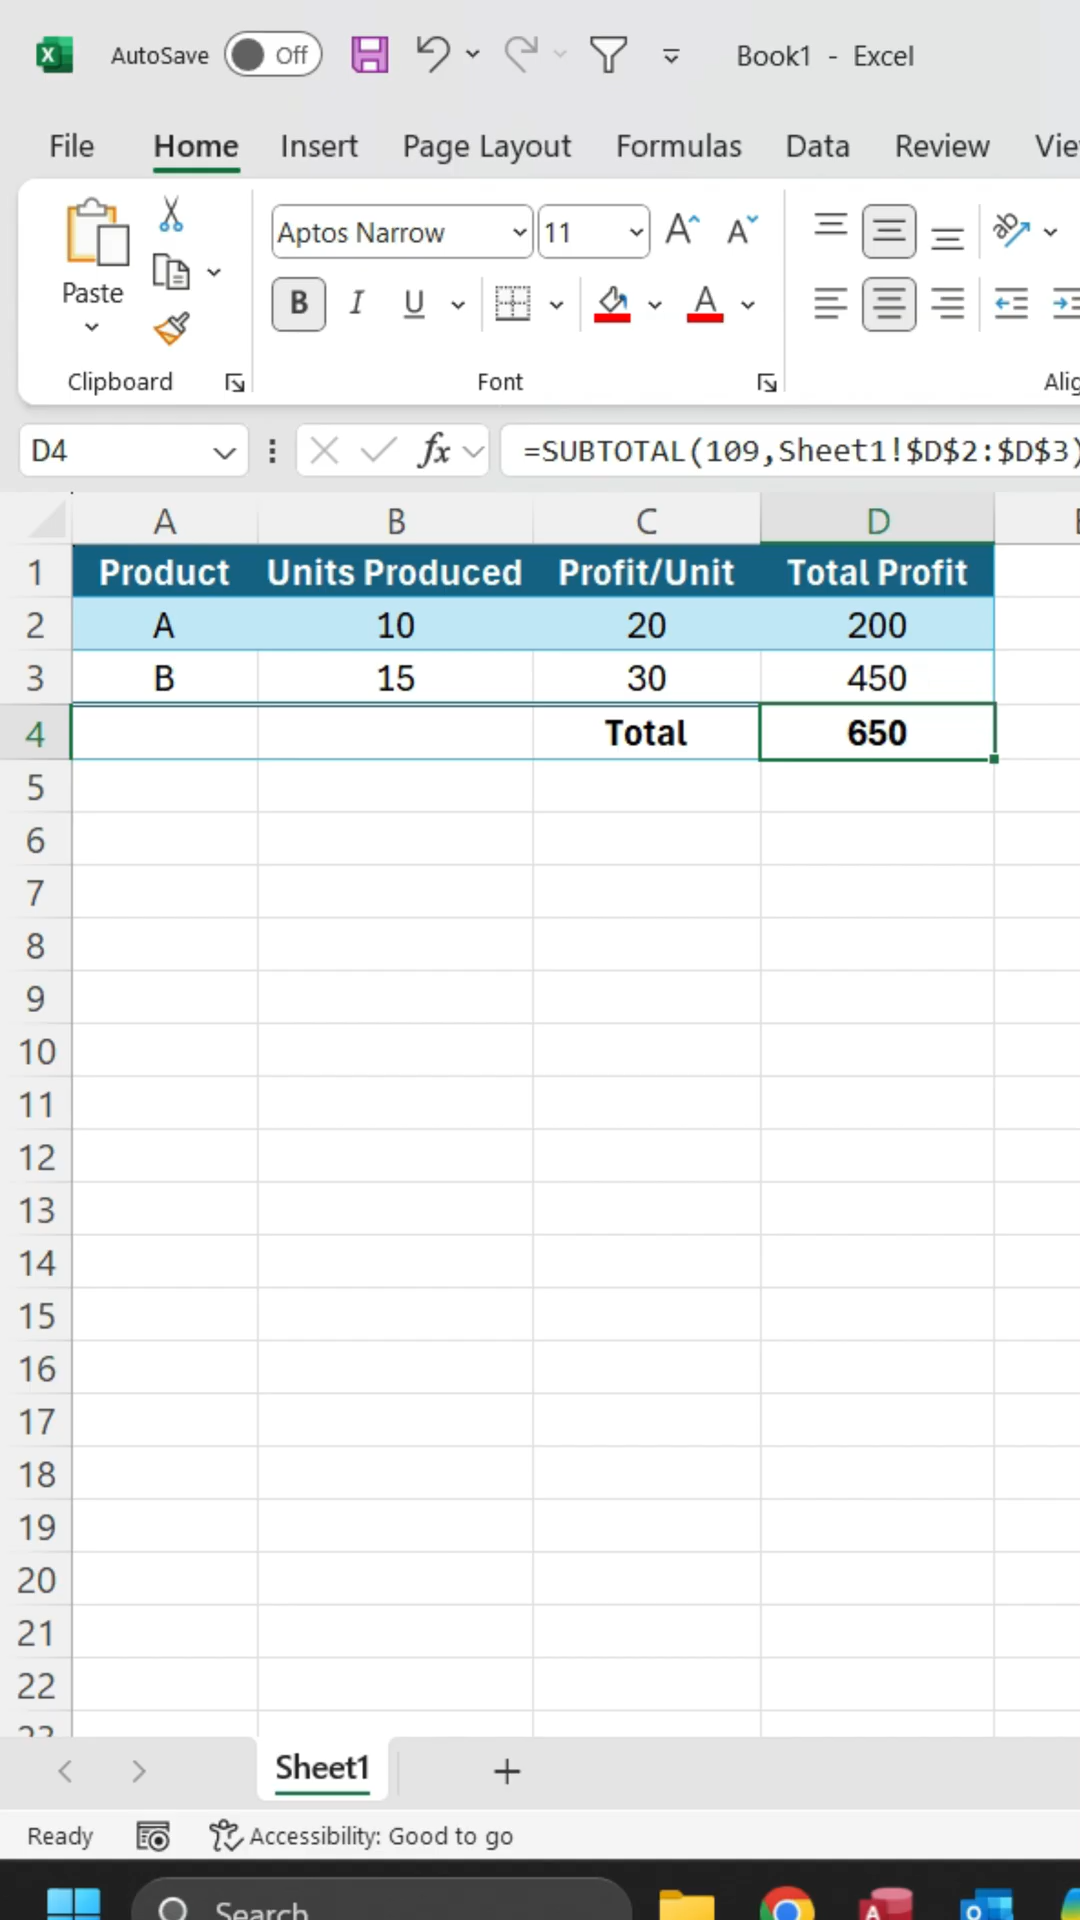 AutoSave Off Book1 - Excel
File Home Insert Page Layout Formulas Data Review
Paste
Aptos Narrow 11
B I U
Clipboard Font
D4 fx =SUBTOTAL(109,Sheet1!$D$2:$D$3)
A B C D
1 Product Units Produced Profit/Unit Total Profit
2 A 10 20 200
3 B 15 30 450
4 Total 650
5
6
7
8
9
10
11
12
13
14
15
16
17
18
19
20
21
22
Sheet1
Ready Accessibility: Good to go
Search